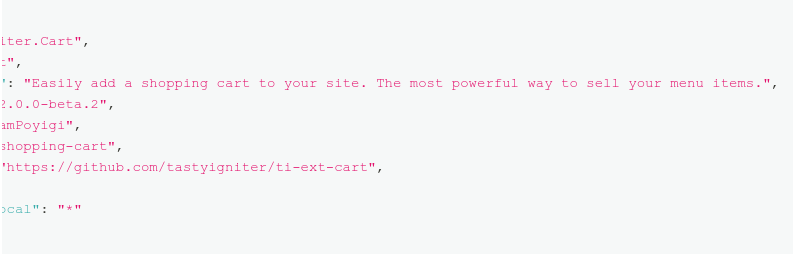 iter.Cart",
",
": "Easily add a shopping cart to your site. The most powerful way to sell your menu items.",
2.0.0-beta.2",
amPoyigi",
shopping-cart",
"https://github.com/tastyigniter/ti-ext-cart",
ocal": "*"